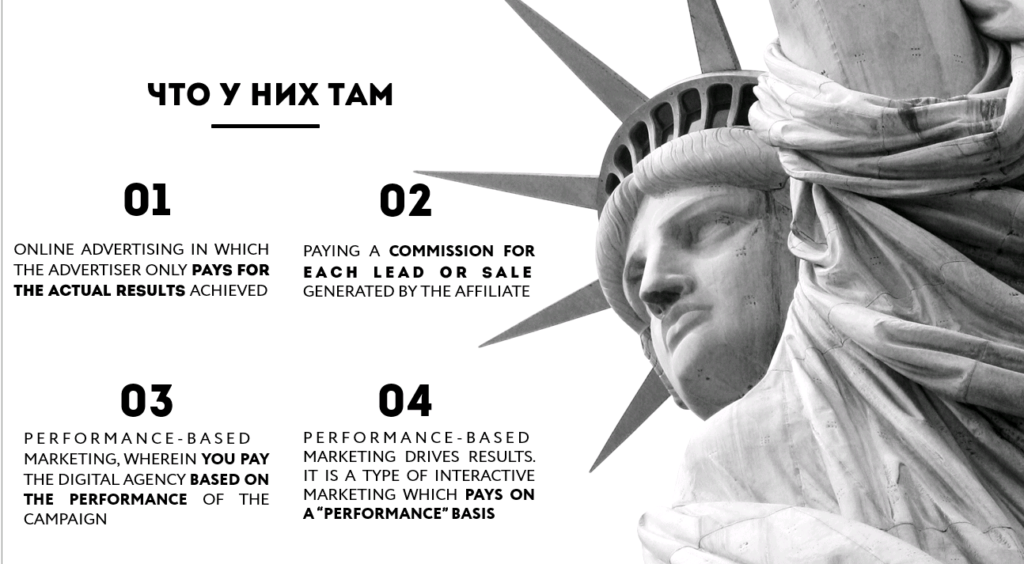 ЧТО У НИХ ТАМ
01
ONLINE ADVERTISING IN WHICH
THE ADVERTISER ONLY PAYS FOR
THE ACTUAL RESULTS ACHIEVED
02
PAYING A COMMISSION FOR
EACH LEAD OR SALE
GENERATED BY THE AFFILIATE
03
PERFORMANCE-BASED
MARKETING, WHEREIN YOU PAY
THE DIGITAL AGENCY BASED ON
THE PERFORMANCE OF THE
CAMPAIGN
04
PERFORMANCE-BASED
MARKETING DRIVES RESULTS.
IT IS A TYPE OF INTERACTIVE
MARKETING WHICH PAYS ON
A “PERFORMANCE” BASIS